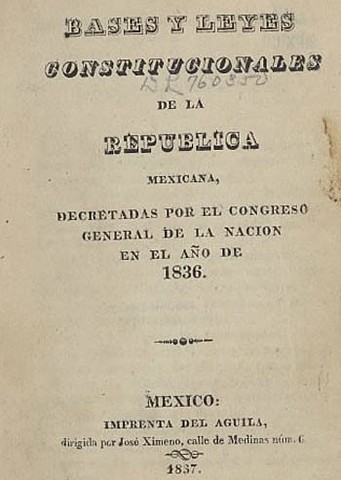 BASES Y LEYES
CONSTITUCIONALES
DE LA
REPUBLICA
MEXICANA,
DECRETADAS POR EL CONGRESO
GENERAL DE LA NACION
EN EL AÑO DE
1836.
MEXICO:
IMPRENTA DEL AGUILA,
dirigida por José Ximeno, calle de Medinas núm. 6
1837.